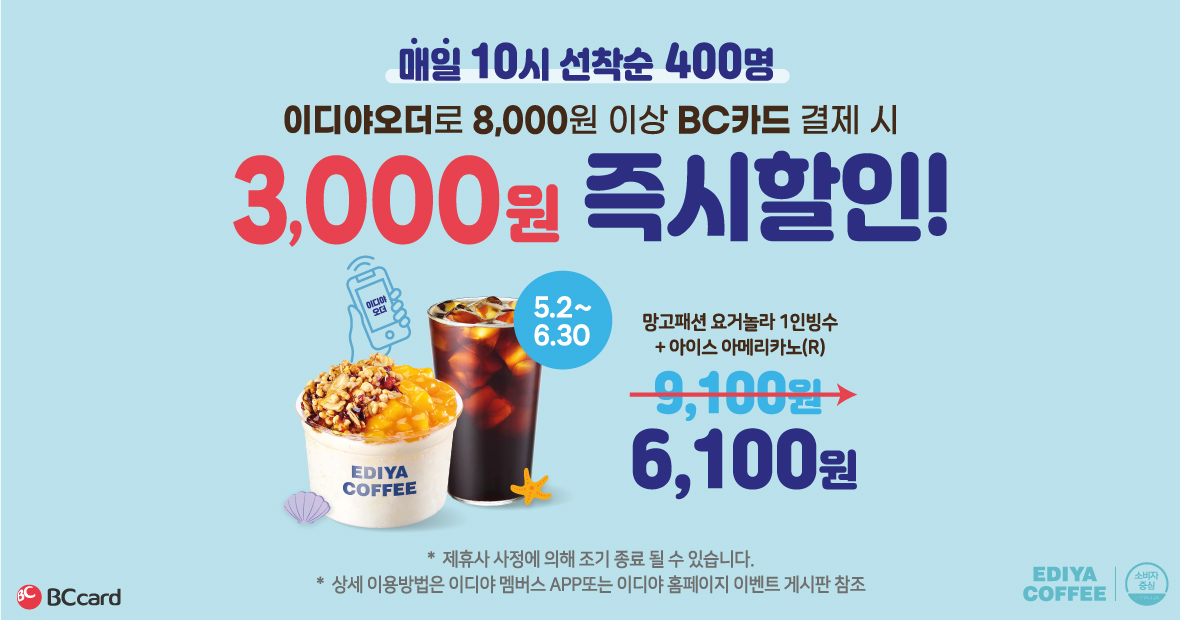 매일 10시 선착순 400명
이디야오더로 8,000원 이상 BC카드 결제 시
3,000원 즉시할인!
이디야
오더
5.2~
6.30
망고패션 요거놀라 1인빙수
+ 아이스 아메리카노(R)
9,100원
6,100원
EDIYA
COFFEE
* 제휴사 사정에 의해 조기 종료 될 수 있습니다.
* 상세 이용방법은 이디야 멤버스 APP또는 이디야 홈페이지 이벤트 게시판 참조
BC BCcard
EDIYA
COFFEE
소비자
중심